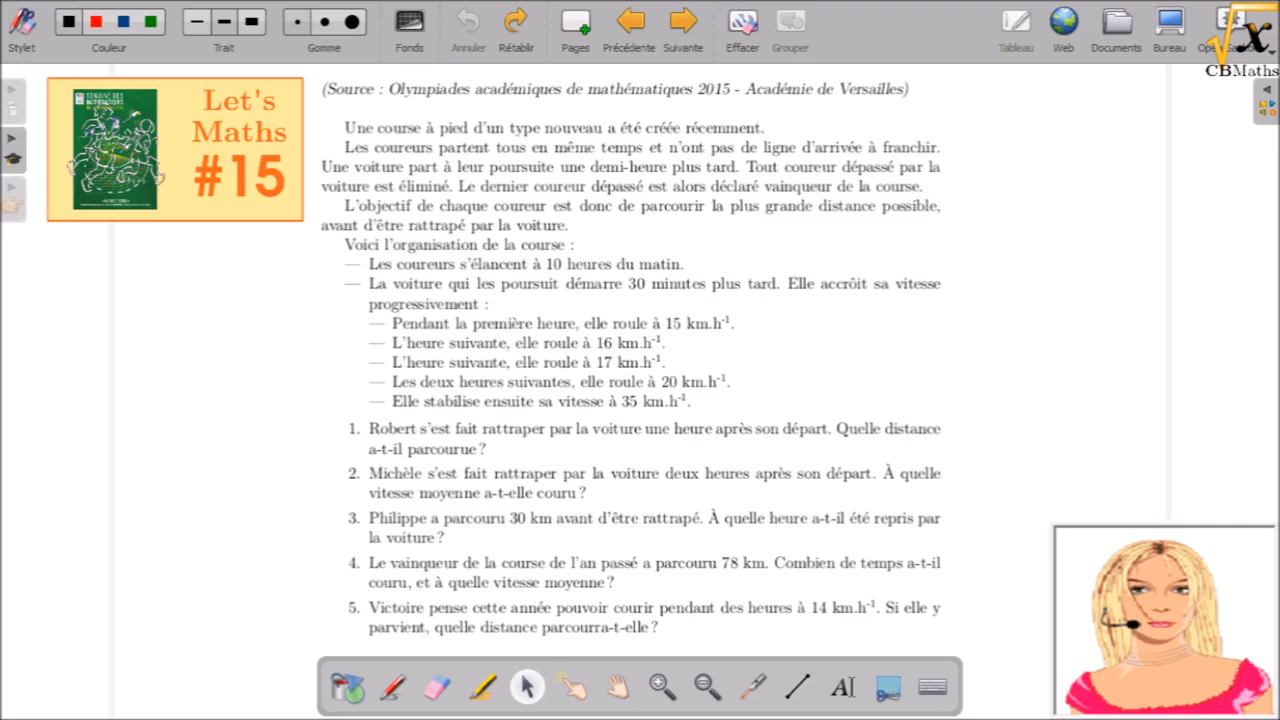 Stylet
Couleur
Trait
Gomme
Fonds
Annuler
Rétablir
Pages
Précédente
Suivante
Effacer
Grouper
Tableau
Web
Documents
Bureau
√x
CBMaths
Let's
Maths
#15
(Source : Olympiades académiques de mathématiques 2015 - Académie de Versailles)
Une course à pied d'un type nouveau a été créée récemment.
Les coureurs partent tous en même temps et n'ont pas de ligne d'arrivée à franchir.
Une voiture part à leur poursuite une demi-heure plus tard. Tout coureur dépassé par la
voiture est éliminé. Le dernier coureur dépassé est alors déclaré vainqueur de la course.
L'objectif de chaque coureur est donc de parcourir la plus grande distance possible,
avant d'être rattrapé par la voiture.
Voici l'organisation de la course :
— Les coureurs s'élancent à 10 heures du matin.
— La voiture qui les poursuit démarre 30 minutes plus tard. Elle accrôit sa vitesse
progressivement :
— Pendant la première heure, elle roule à 15 km.h⁻¹.
— L'heure suivante, elle roule à 16 km.h⁻¹.
— L'heure suivante, elle roule à 17 km.h⁻¹.
— Les deux heures suivantes, elle roule à 20 km.h⁻¹.
— Elle stabilise ensuite sa vitesse à 35 km.h⁻¹.
1. Robert s'est fait rattraper par la voiture une heure après son départ. Quelle distance
a-t-il parcourue ?
2. Michèle s'est fait rattraper par la voiture deux heures après son départ. À quelle
vitesse moyenne a-t-elle couru ?
3. Philippe a parcouru 30 km avant d'être rattrapé. À quelle heure a-t-il été repris par
la voiture ?
4. Le vainqueur de la course de l'an passé a parcouru 78 km. Combien de temps a-t-il
couru, et à quelle vitesse moyenne ?
5. Victoire pense cette année pouvoir courir pendant des heures à 14 km.h⁻¹. Si elle y
parvient, quelle distance parcourra-t-elle ?
AI